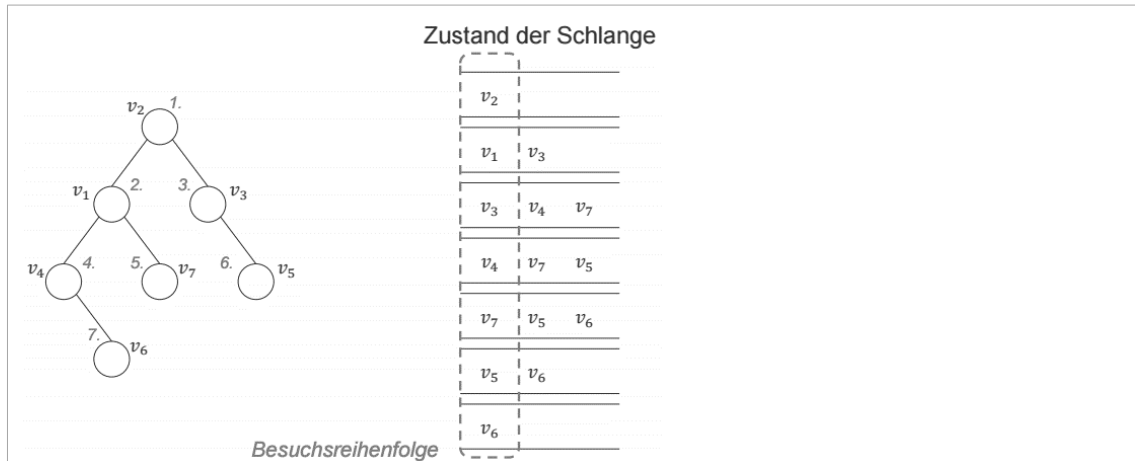 Zustand der Schlange
v₂ 1.
v₁ 2. 3. v₃
v₄ 4. 5. v₇ 6. v₅
7. v₆
v₂
v₁ v₃
v₃ v₄ v₇
v₄ v₇ v₅
v₇ v₅ v₆
v₅ v₆
v₆
Besuchsreihenfolge